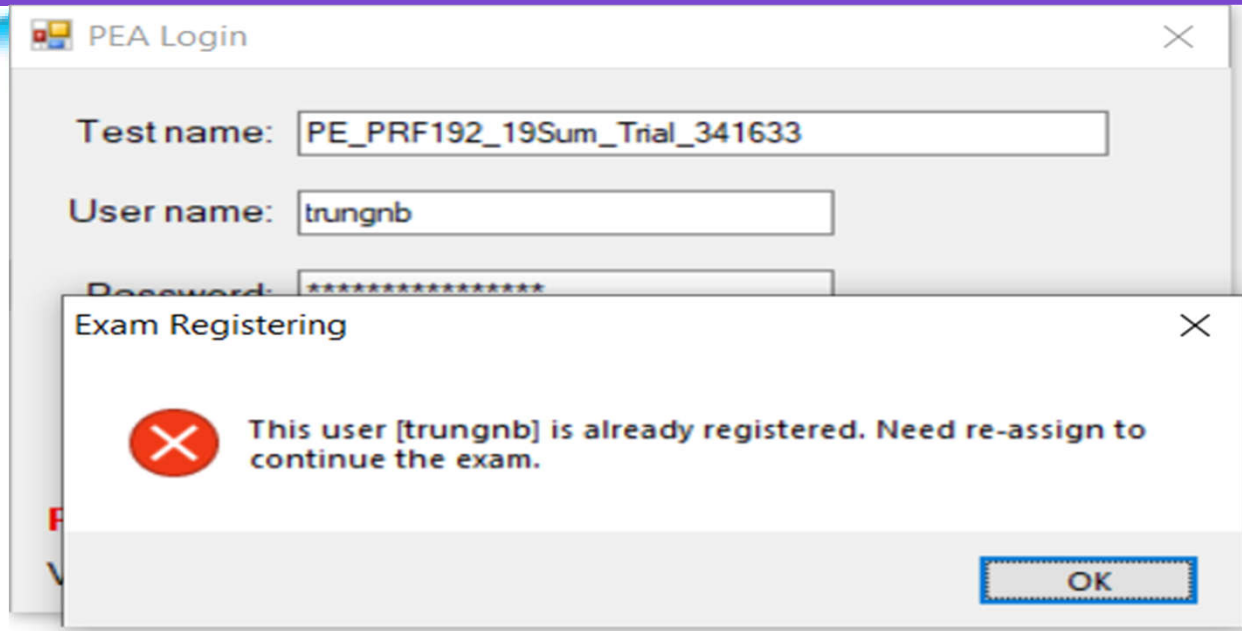 PEA Login
Test name: PE_PRF192_19Sum_Trial_341633
User name: trungnb
Password: ****************
Exam Registering
This user [trungnb] is already registered. Need re-assign to
continue the exam.
OK